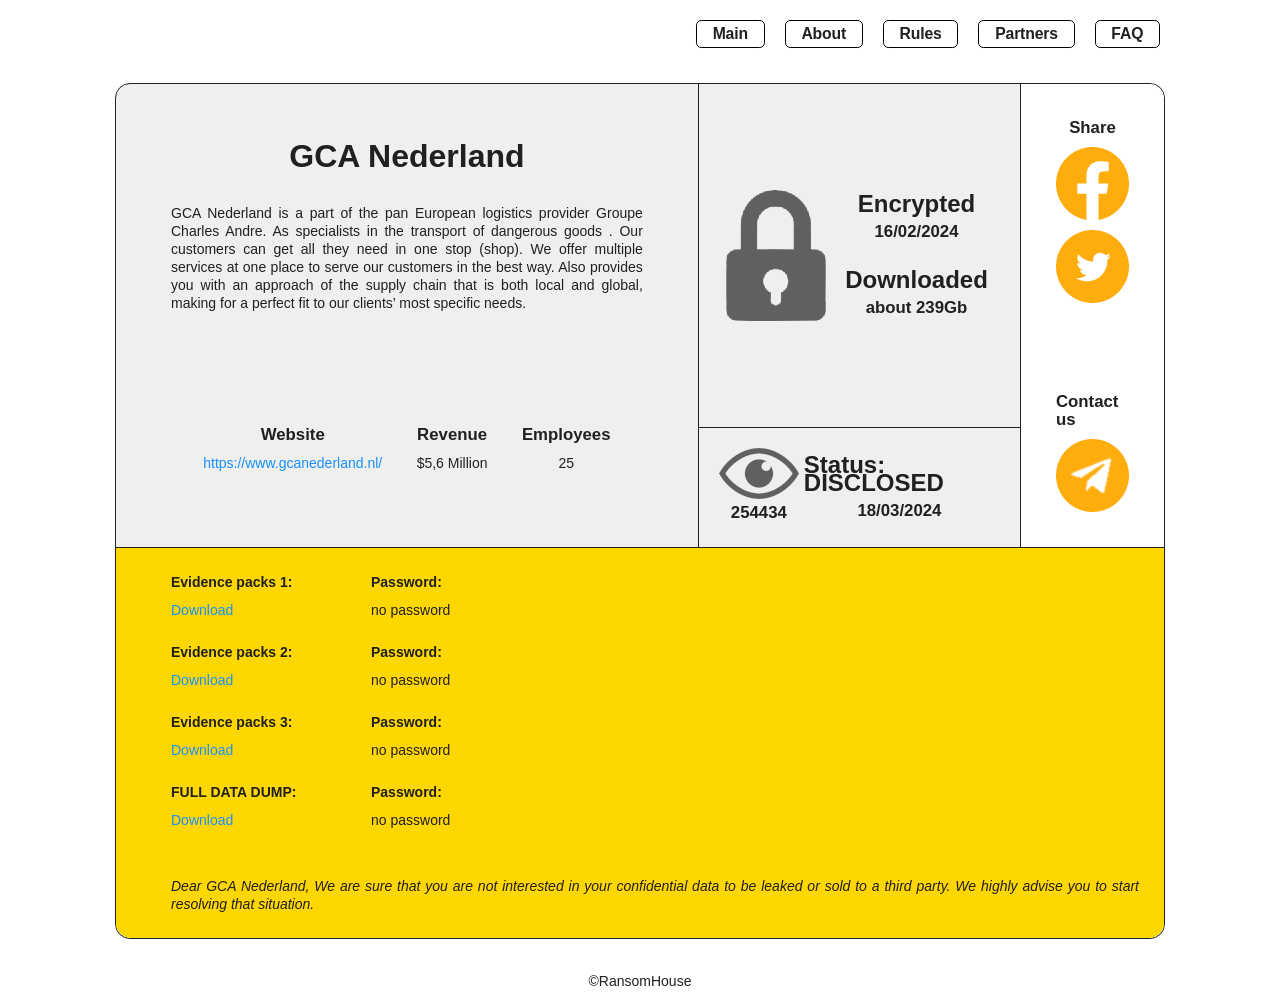 Main
About
Rules
Partners
FAQ
GCA Nederland
GCA Nederland is a part of the pan European logistics provider Groupe
Charles Andre. As specialists in the transport of dangerous goods . Our
customers can get all they need in one stop (shop). We offer multiple
services at one place to serve our customers in the best way. Also provides
you with an approach of the supply chain that is both local and global,
making for a perfect fit to our clients’ most specific needs.
Website
Revenue
Employees
https://www.gcanederland.nl/
$5,6 Million
25
Encrypted
16/02/2024
Downloaded
about 239Gb
Status:
DISCLOSED
254434
18/03/2024
Share
Contact
us
Evidence packs 1:
Password:
Download
no password
Evidence packs 2:
Password:
Download
no password
Evidence packs 3:
Password:
Download
no password
FULL DATA DUMP:
Password:
Download
no password
Dear GCA Nederland, We are sure that you are not interested in your confidential data to be leaked or sold to a third party. We highly advise you to start
resolving that situation.
©RansomHouse